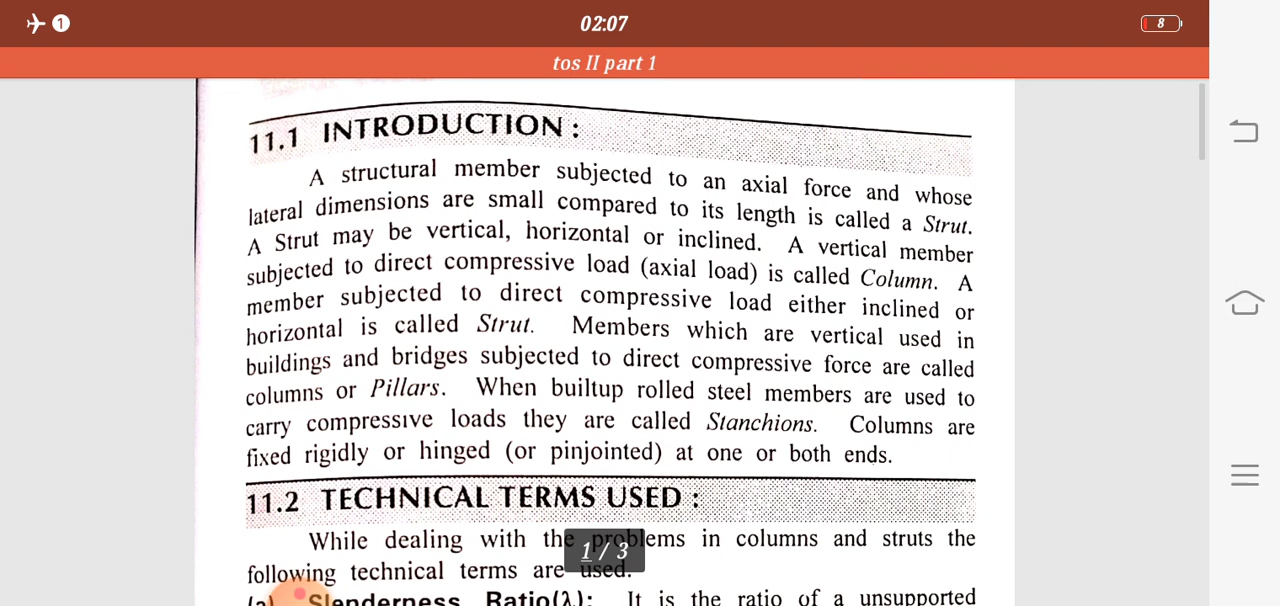 1
02:07
8
tos II part 1
11.1 INTRODUCTION :
A structural member subjected to an axial force and whose
lateral dimensions are small compared to its length is called a Strut.
A Strut may be vertical, horizontal or inclined. A vertical member
subjected to direct compressive load (axial load) is called Column. A
member subjected to direct compressive load either inclined or
horizontal is called Strut. Members which are vertical used in
buildings and bridges subjected to direct compressive force are called
columns or Pillars. When builtup rolled steel members are used to
carry compressive loads they are called Stanchions. Columns are
fixed rigidly or hinged (or pinjointed) at one or both ends.
11.2 TECHNICAL TERMS USED :
While dealing with the problems in columns and struts the
1 / 3
following technical terms are used.
(a) Slenderness Ratio(λ): It is the ratio of a unsupported